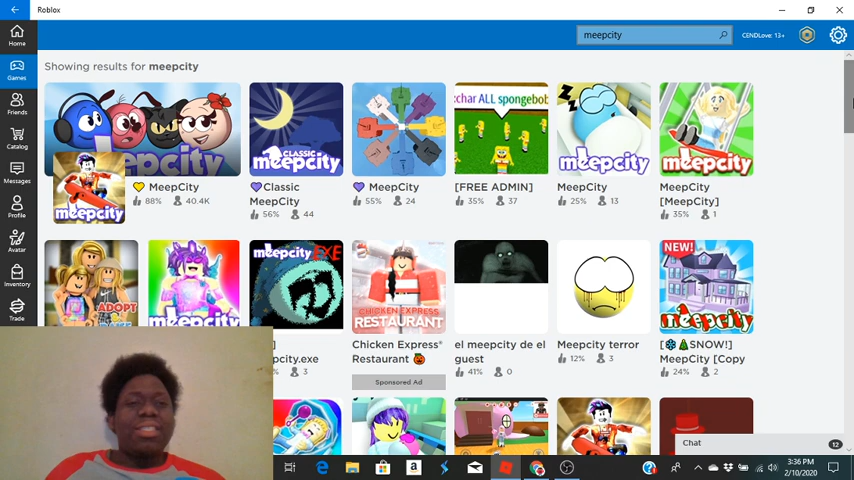 Roblox
meepcity
CENDLove: 13+
Home
Games
Friends
Catalog
Messages
Profile
Avatar
Inventory
Trade
Showing results for meepcity
meepcity
meepcity
CLASSIC
meepcity
cchar ALL spongebob
meepcity
meepcity
MeepCity
88% 40.4K
Classic
MeepCity
56% 44
MeepCity
55% 24
[FREE ADMIN]
35% 37
MeepCity
25% 13
MeepCity
[MeepCity]
35% 1
ADOPT
meepcity
meepcity EXE
CHICKEN EXPRESS
RESTAURANT
NEW!
meepcity
]
pcity.exe
3
Chicken Express®
Restaurant
Sponsored Ad
el meepcity de el
guest
41% 0
Meepcity terror
12% 3
[❄🎄SNOW!]
MeepCity [Copy
24% 2
Chat
12
3:36 PM
2/10/2020